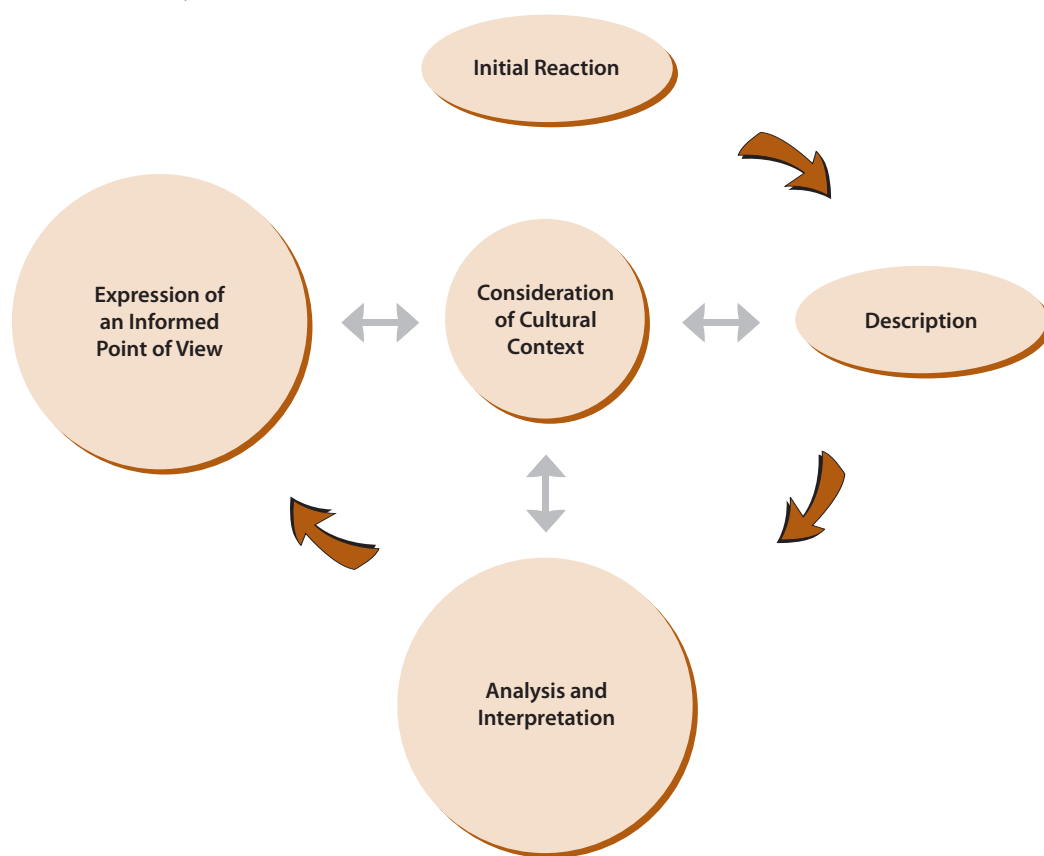 Initial Reaction
Expression of
an Informed
Point of View
Consideration
of Cultural
Context
Description
Analysis and
Interpretation